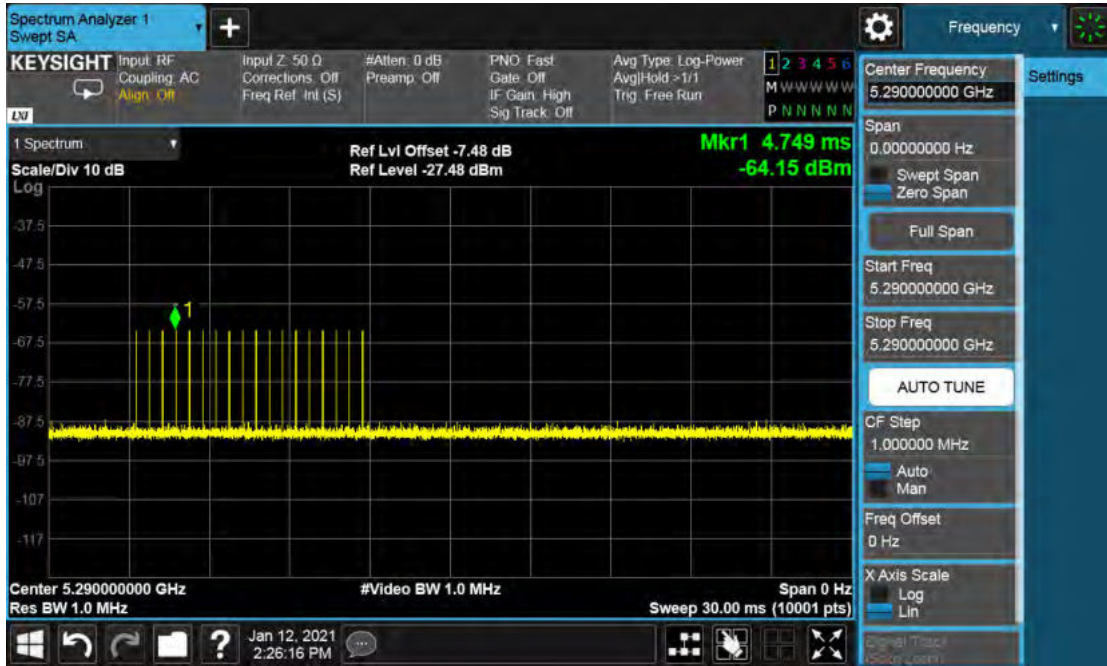 Spectrum Analyzer 1
Swept SA
+
Frequency
KEYSIGHT
Input: RF
Coupling: AC
Align: Off
Input Z: 50 Ω
Corrections: Off
Freq Ref: Int (S)
#Atten: 0 dB
Preamp: Off
PNO: Fast
Gate: Off
IF Gain: High
Sig Track: Off
Avg Type: Log-Power
Avg|Hold: >1/1
Trig: Free Run
1 2 3 4 5 6
M W W W W W
P N N N N N
LXI
1 Spectrum
Scale/Div 10 dB
Log
Ref Lvl Offset -7.48 dB
Ref Level -27.48 dBm
Mkr1 4.749 ms
-64.15 dBm
-37.5
-47.5
-57.5
-67.5
-77.5
-87.5
-97.5
-107
-117
1
Center 5.290000000 GHz
Res BW 1.0 MHz
#Video BW 1.0 MHz
Span 0 Hz
Sweep 30.00 ms (10001 pts)
Center Frequency
5.290000000 GHz
Settings
Span
0.00000000 Hz
Swept Span
Zero Span
Full Span
Start Freq
5.290000000 GHz
Stop Freq
5.290000000 GHz
AUTO TUNE
CF Step
1.000000 MHz
Auto
Man
Freq Offset
0 Hz
X Axis Scale
Log
Lin
Signal Track
(Span Zoom)
?
Jan 12, 2021
2:26:16 PM